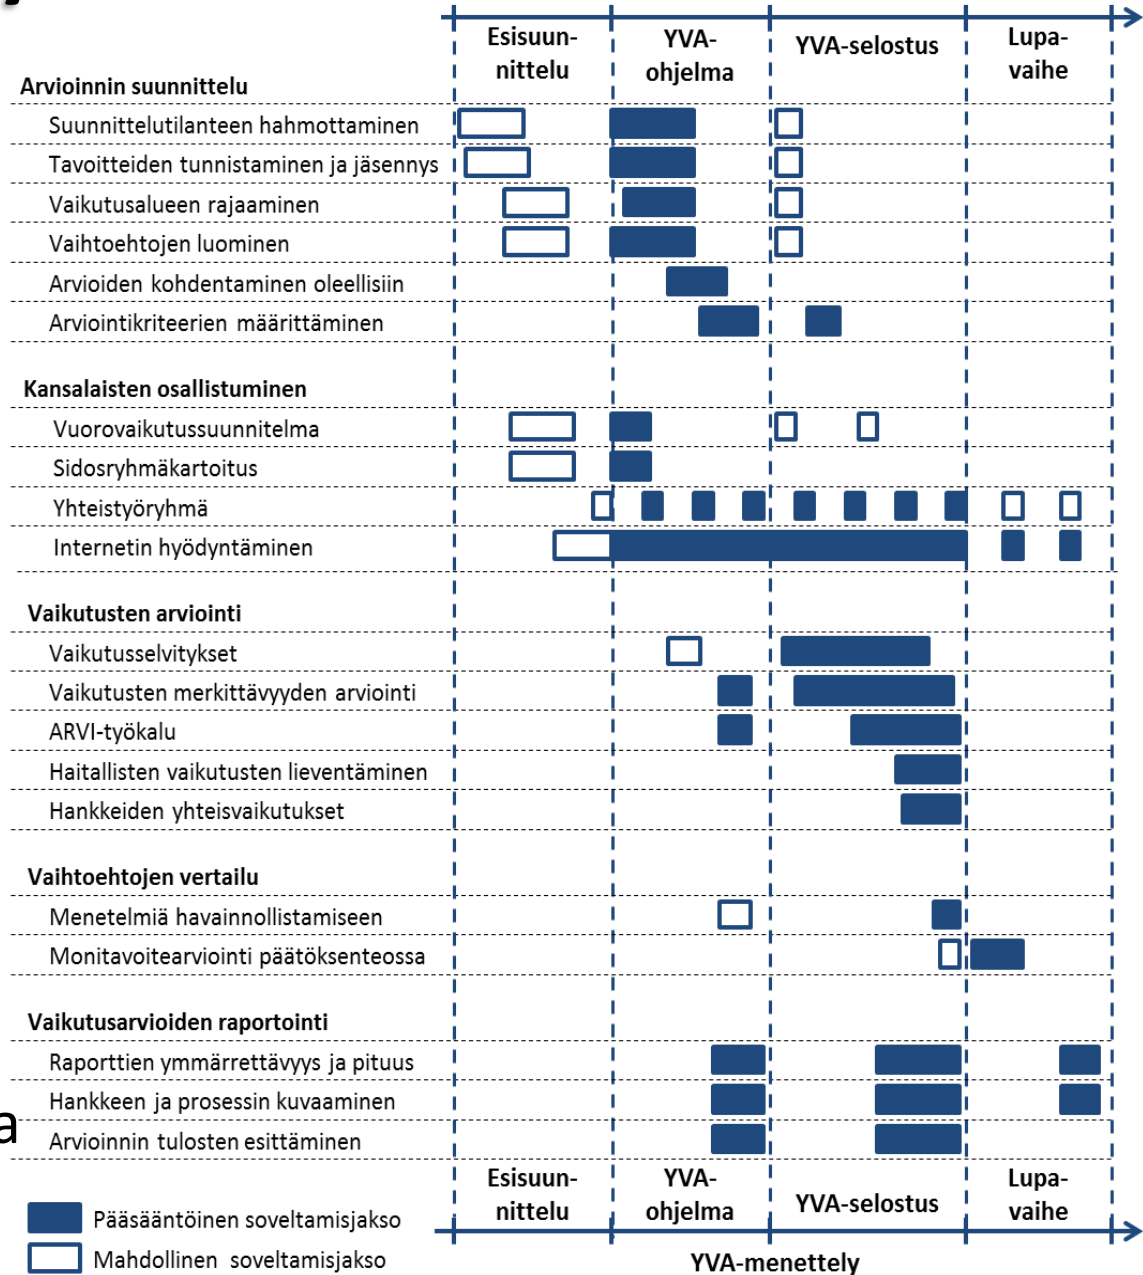 Esisuun-
nittelu
YVA-
ohjelma
YVA-selostus
Lupa-
vaihe
Arvioinnin suunnittelu
Suunnittelutilanteen hahmottaminen
Tavoitteiden tunnistaminen ja jäsennys
Vaikutusalueen rajaaminen
Vaihtoehtojen luominen
Arvioiden kohdentaminen oleellisiin
Arviointikriteerien määrittäminen
Kansalaisten osallistuminen
Vuorovaikutussuunnitelma
Sidosryhmäkartoitus
Yhteistyöryhmä
Internetin hyödyntäminen
Vaikutusten arviointi
Vaikutusselvitykset
Vaikutusten merkittävyyden arviointi
ARVI-työkalu
Haitallisten vaikutusten lieventäminen
Hankkeiden yhteisvaikutukset
Vaihtoehtojen vertailu
Menetelmiä havainnollistamiseen
Monitavoitearviointi päätöksenteossa
Vaikutusarvioiden raportointi
Raporttien ymmärrettävyys ja pituus
Hankkeen ja prosessin kuvaaminen
a
Arvioinnin tulosten esittäminen
Esisuun-
nittelu
YVA-
ohjelma
YVA-selostus
Lupa-
vaihe
Pääsääntöinen soveltamisjakso
Mahdollinen soveltamisjakso
YVA-menettely